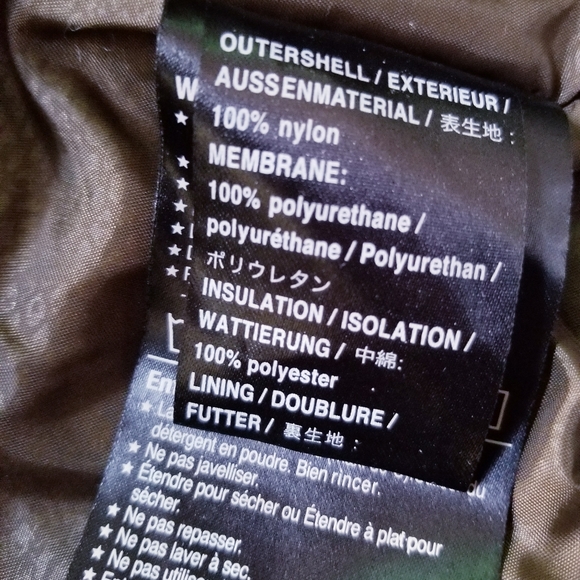 OUTERSHELL / EXTERIEUR /
AUSSENMATERIAL / 表生地 :
100% nylon
MEMBRANE:
100% polyurethane /
polyuréthane / Polyurethan /
ポリウレタン
INSULATION / ISOLATION /
WATTIERUNG / 中綿:
100% polyester
LINING / DOUBLURE /
FUTTER / 裏生地 :
détergent en poudre. Bien rincer.
★ Ne pas javelliser.
★ Étendre pour sécher ou Étendre à plat pour
sécher.
★ Ne pas repasser.
★ Ne pas laver à sec.
★ Ne pas